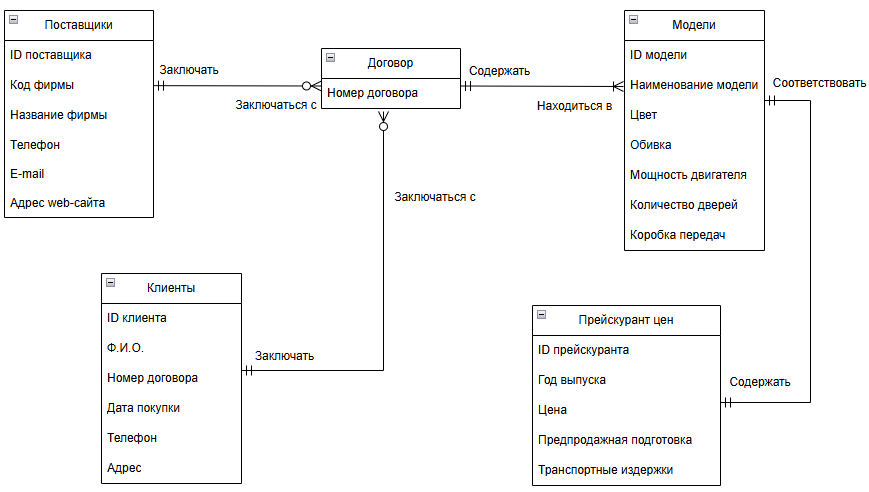 Поставщики
ID поставщика
Код фирмы
Название фирмы
Телефон
E-mail
Адрес web-сайта
Заключать
Заключаться с
Договор
Номер договора
Содержать
Находиться в
Модели
ID модели
Наименование модели
Цвет
Обивка
Мощность двигателя
Количество дверей
Коробка передач
Соответствовать
Заключаться с
Клиенты
ID клиента
Ф.И.О.
Номер договора
Дата покупки
Телефон
Адрес
Заключать
Прейскурант цен
ID прейскуранта
Год выпуска
Цена
Предпродажная подготовка
Транспортные издержки
Содержать